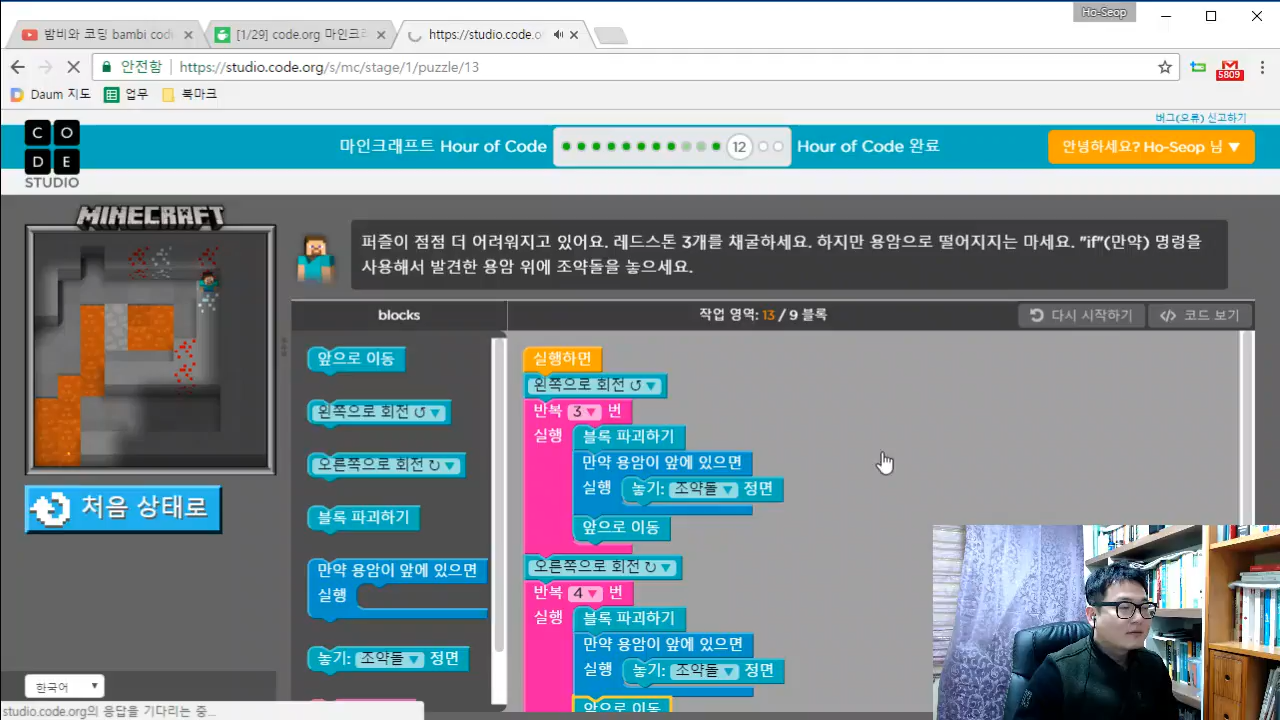 Ho-Seop
밤비와 코딩 bambi codi
[1/29] code.org 마인크
https://studio.code.o
안전함 https://studio.code.org/s/mc/stage/1/puzzle/13
5809
Daum 지도 업무 북마크
버그(오류) 신고하기
CODE STUDIO
마인크래프트 Hour of Code
12
Hour of Code 완료
안녕하세요? Ho-Seop 님 ▼
MINECRAFT
퍼즐이 점점 더 어려워지고 있어요. 레드스톤 3개를 채굴하세요. 하지만 용암으로 떨어지지는 마세요. "if"(만약) 명령을
사용해서 발견한 용암 위에 조약돌을 놓으세요.
blocks
작업 영역: 13 / 9 블록
다시 시작하기
코드 보기
앞으로 이동
왼쪽으로 회전 ↺ ▼
오른쪽으로 회전 ↻ ▼
블록 파괴하기
만약 용암이 앞에 있으면
실행
놓기: 조약돌 ▼ 정면
실행하면
왼쪽으로 회전 ↺ ▼
반복 3 ▼ 번
실행 블록 파괴하기
만약 용암이 앞에 있으면
실행 놓기: 조약돌 ▼ 정면
앞으로 이동
오른쪽으로 회전 ↻ ▼
반복 4 ▼ 번
실행 블록 파괴하기
만약 용암이 앞에 있으면
실행 놓기: 조약돌 ▼ 정면
앞으로 이동
처음 상태로
한국어 ▼
studio.code.org의 응답을 기다리는 중...